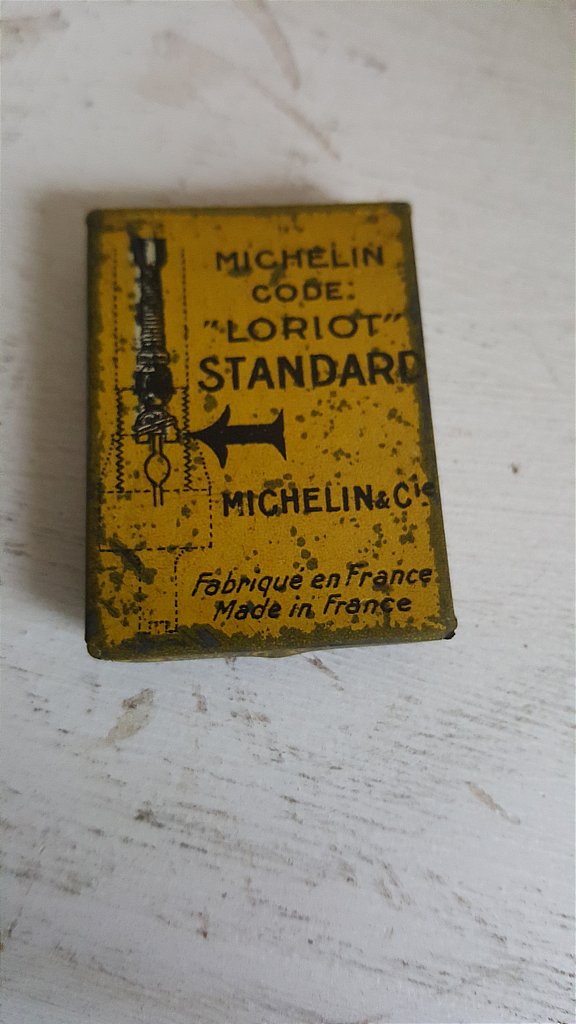 MICHELIN
CODE:
"LORIOT"
STANDARD
MICHELIN & Cie
Fabriqué en France
Made in France